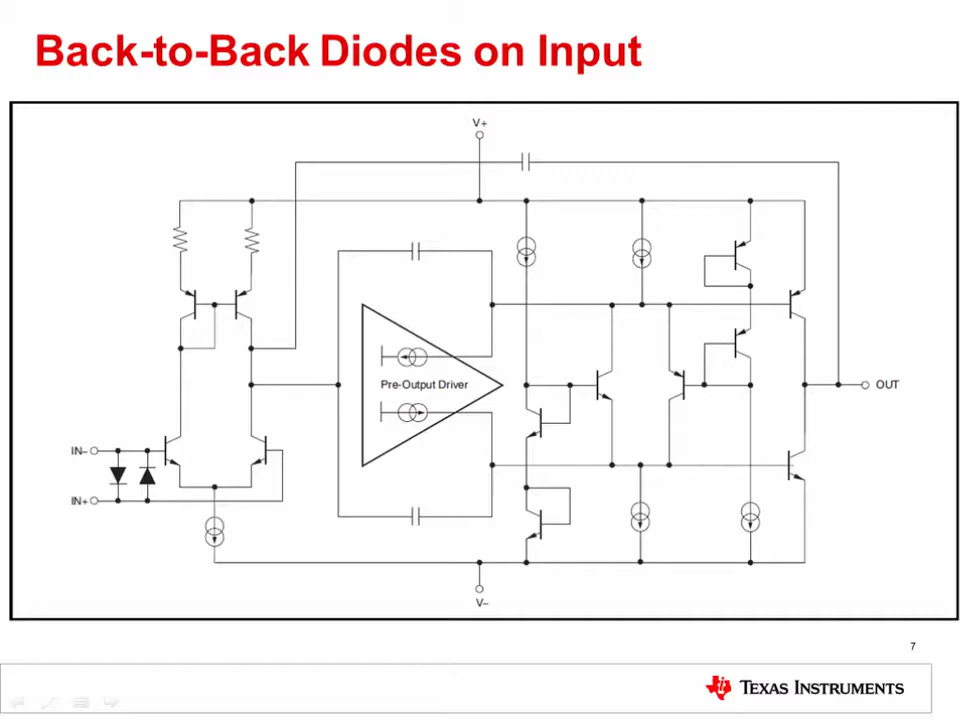 Back-to-Back Diodes on Input
V+
Pre-Output Driver
OUT
IN–
IN+
V–
7
TEXAS INSTRUMENTS